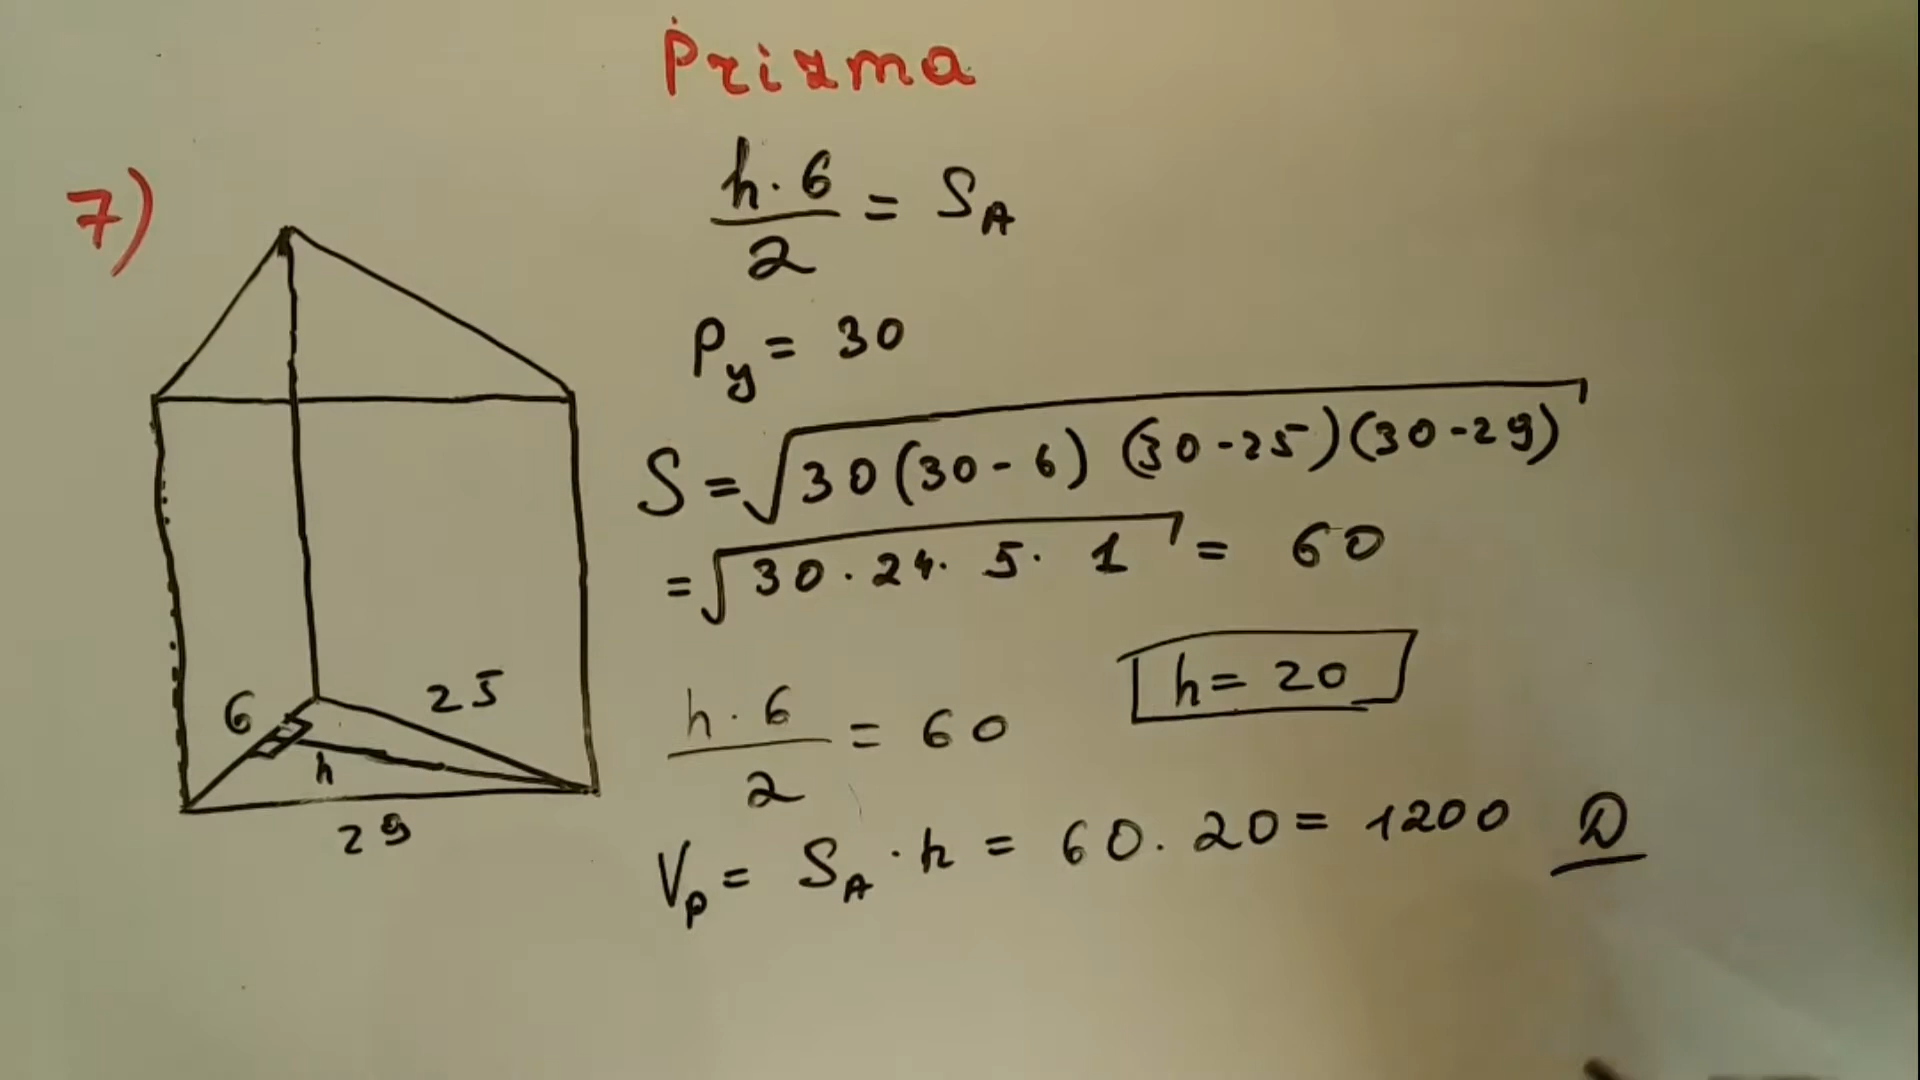 Prizma
7)
h · 6 / 2 = S_A
P_y = 30
S = √30(30 - 6) (30 - 25)(30 - 29)
= √30 · 24 · 5 · 1 = 60
h · 6 / 2 = 60
h = 20
V_p = S_A · h = 60 · 20 = 1200 D
6
25
h
29